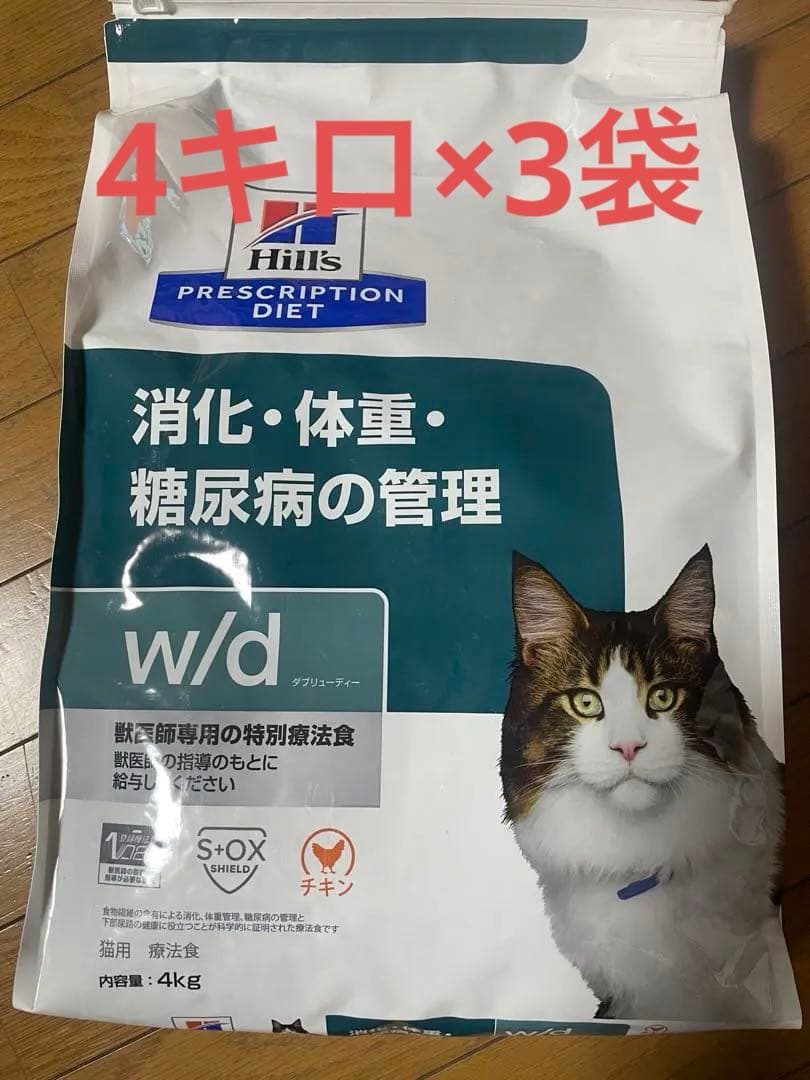 4キロ×3袋
Hill's
PRESCRIPTION
DIET
消化・体重・
糖尿病の管理
w/d
ダブリューディー
獣医師専用の特別療法食
獣医師の指導のもとに
給与してください
S+OX
SHIELD
チキン
食物繊維の含有による消化、体重管理、糖尿病の管理と
下部尿路の健康に役立つことが科学的に証明された療法食です
猫用 療法食
内容量:4kg
消化・体重・
w/d